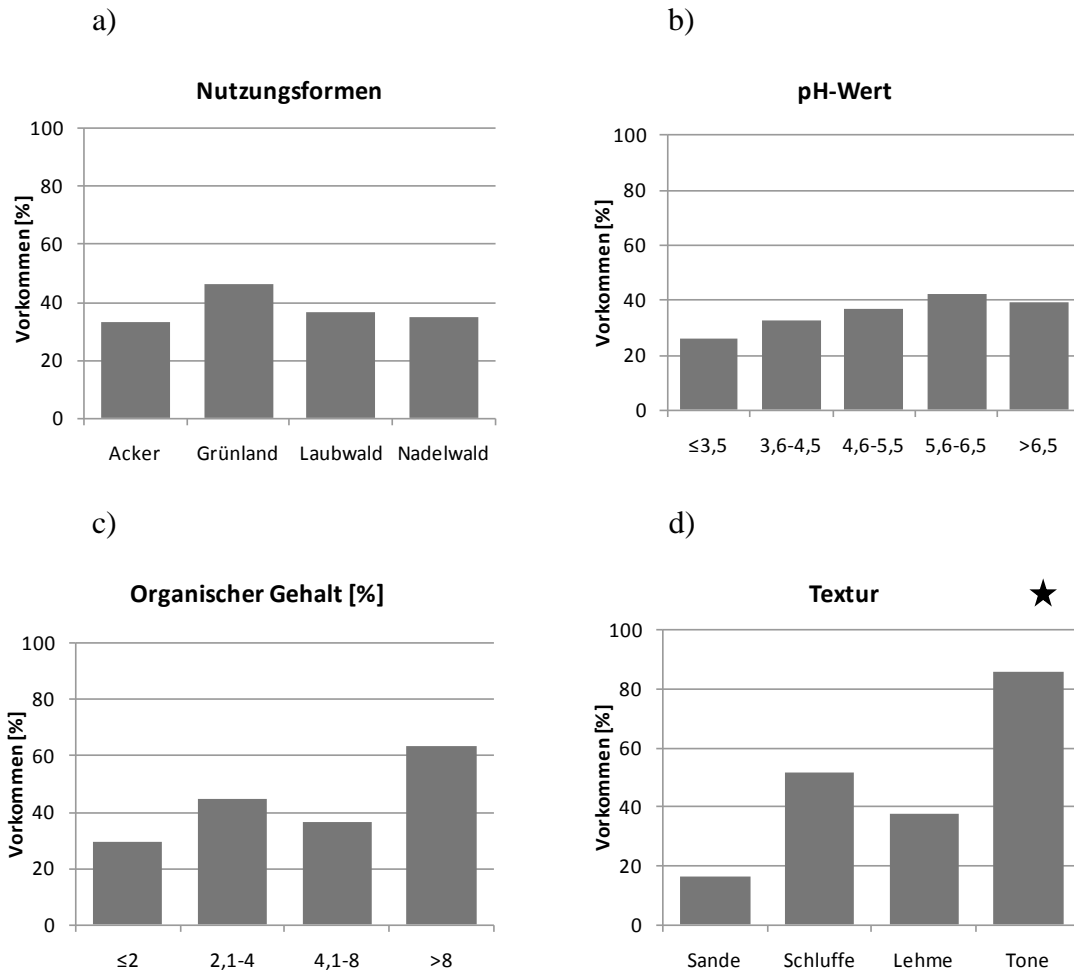 a)
Nutzungsformen
Vorkommen [%]
100
80
60
40
20
0
Acker Grünland Laubwald Nadelwald
b)
pH-Wert
Vorkommen [%]
100
80
60
40
20
0
≤3,5 3,6-4,5 4,6-5,5 5,6-6,5 >6,5
c)
Organischer Gehalt [%]
Vorkommen [%]
100
80
60
40
20
0
≤2 2,1-4 4,1-8 >8
d)
Textur ★
Vorkommen [%]
100
80
60
40
20
0
Sande Schluffe Lehme Tone